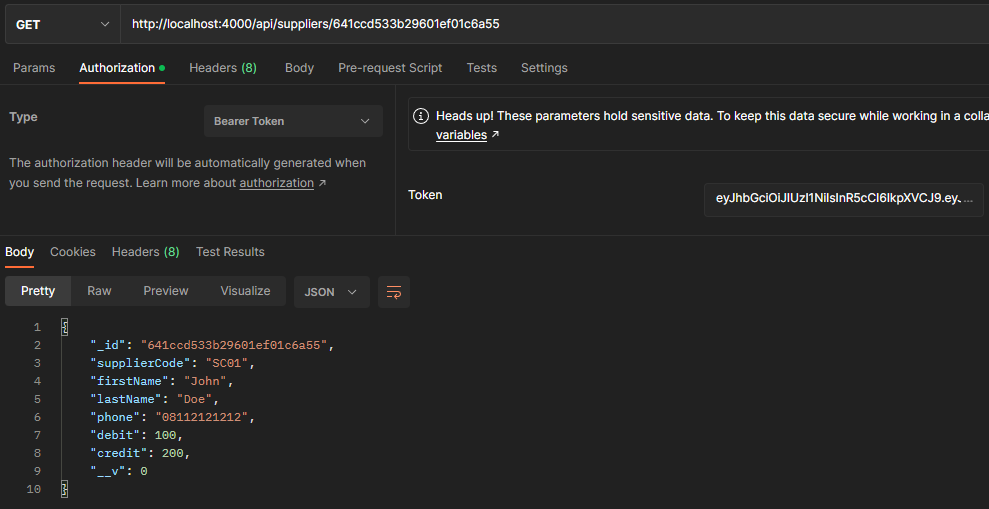 GET http://localhost:4000/api/suppliers/641ccd533b29601ef01c6a55
Params Authorization Headers (8) Body Pre-request Script Tests Settings
Type Bearer Token
The authorization header will be automatically generated when
you send the request. Learn more about authorization ↗
Heads up! These parameters hold sensitive data. To keep this data secure while working in a colla
variables ↗
Token eyJhbGciOiJIUzI1NiIsInR5cCI6IkpXVCJ9.eyJ ...
Body Cookies Headers (8) Test Results
Pretty Raw Preview Visualize JSON
1 {
2 "_id": "641ccd533b29601ef01c6a55",
3 "supplierCode": "SC01",
4 "firstName": "John",
5 "lastName": "Doe",
6 "phone": "08112121212",
7 "debit": 100,
8 "credit": 200,
9 "__v": 0
10 }